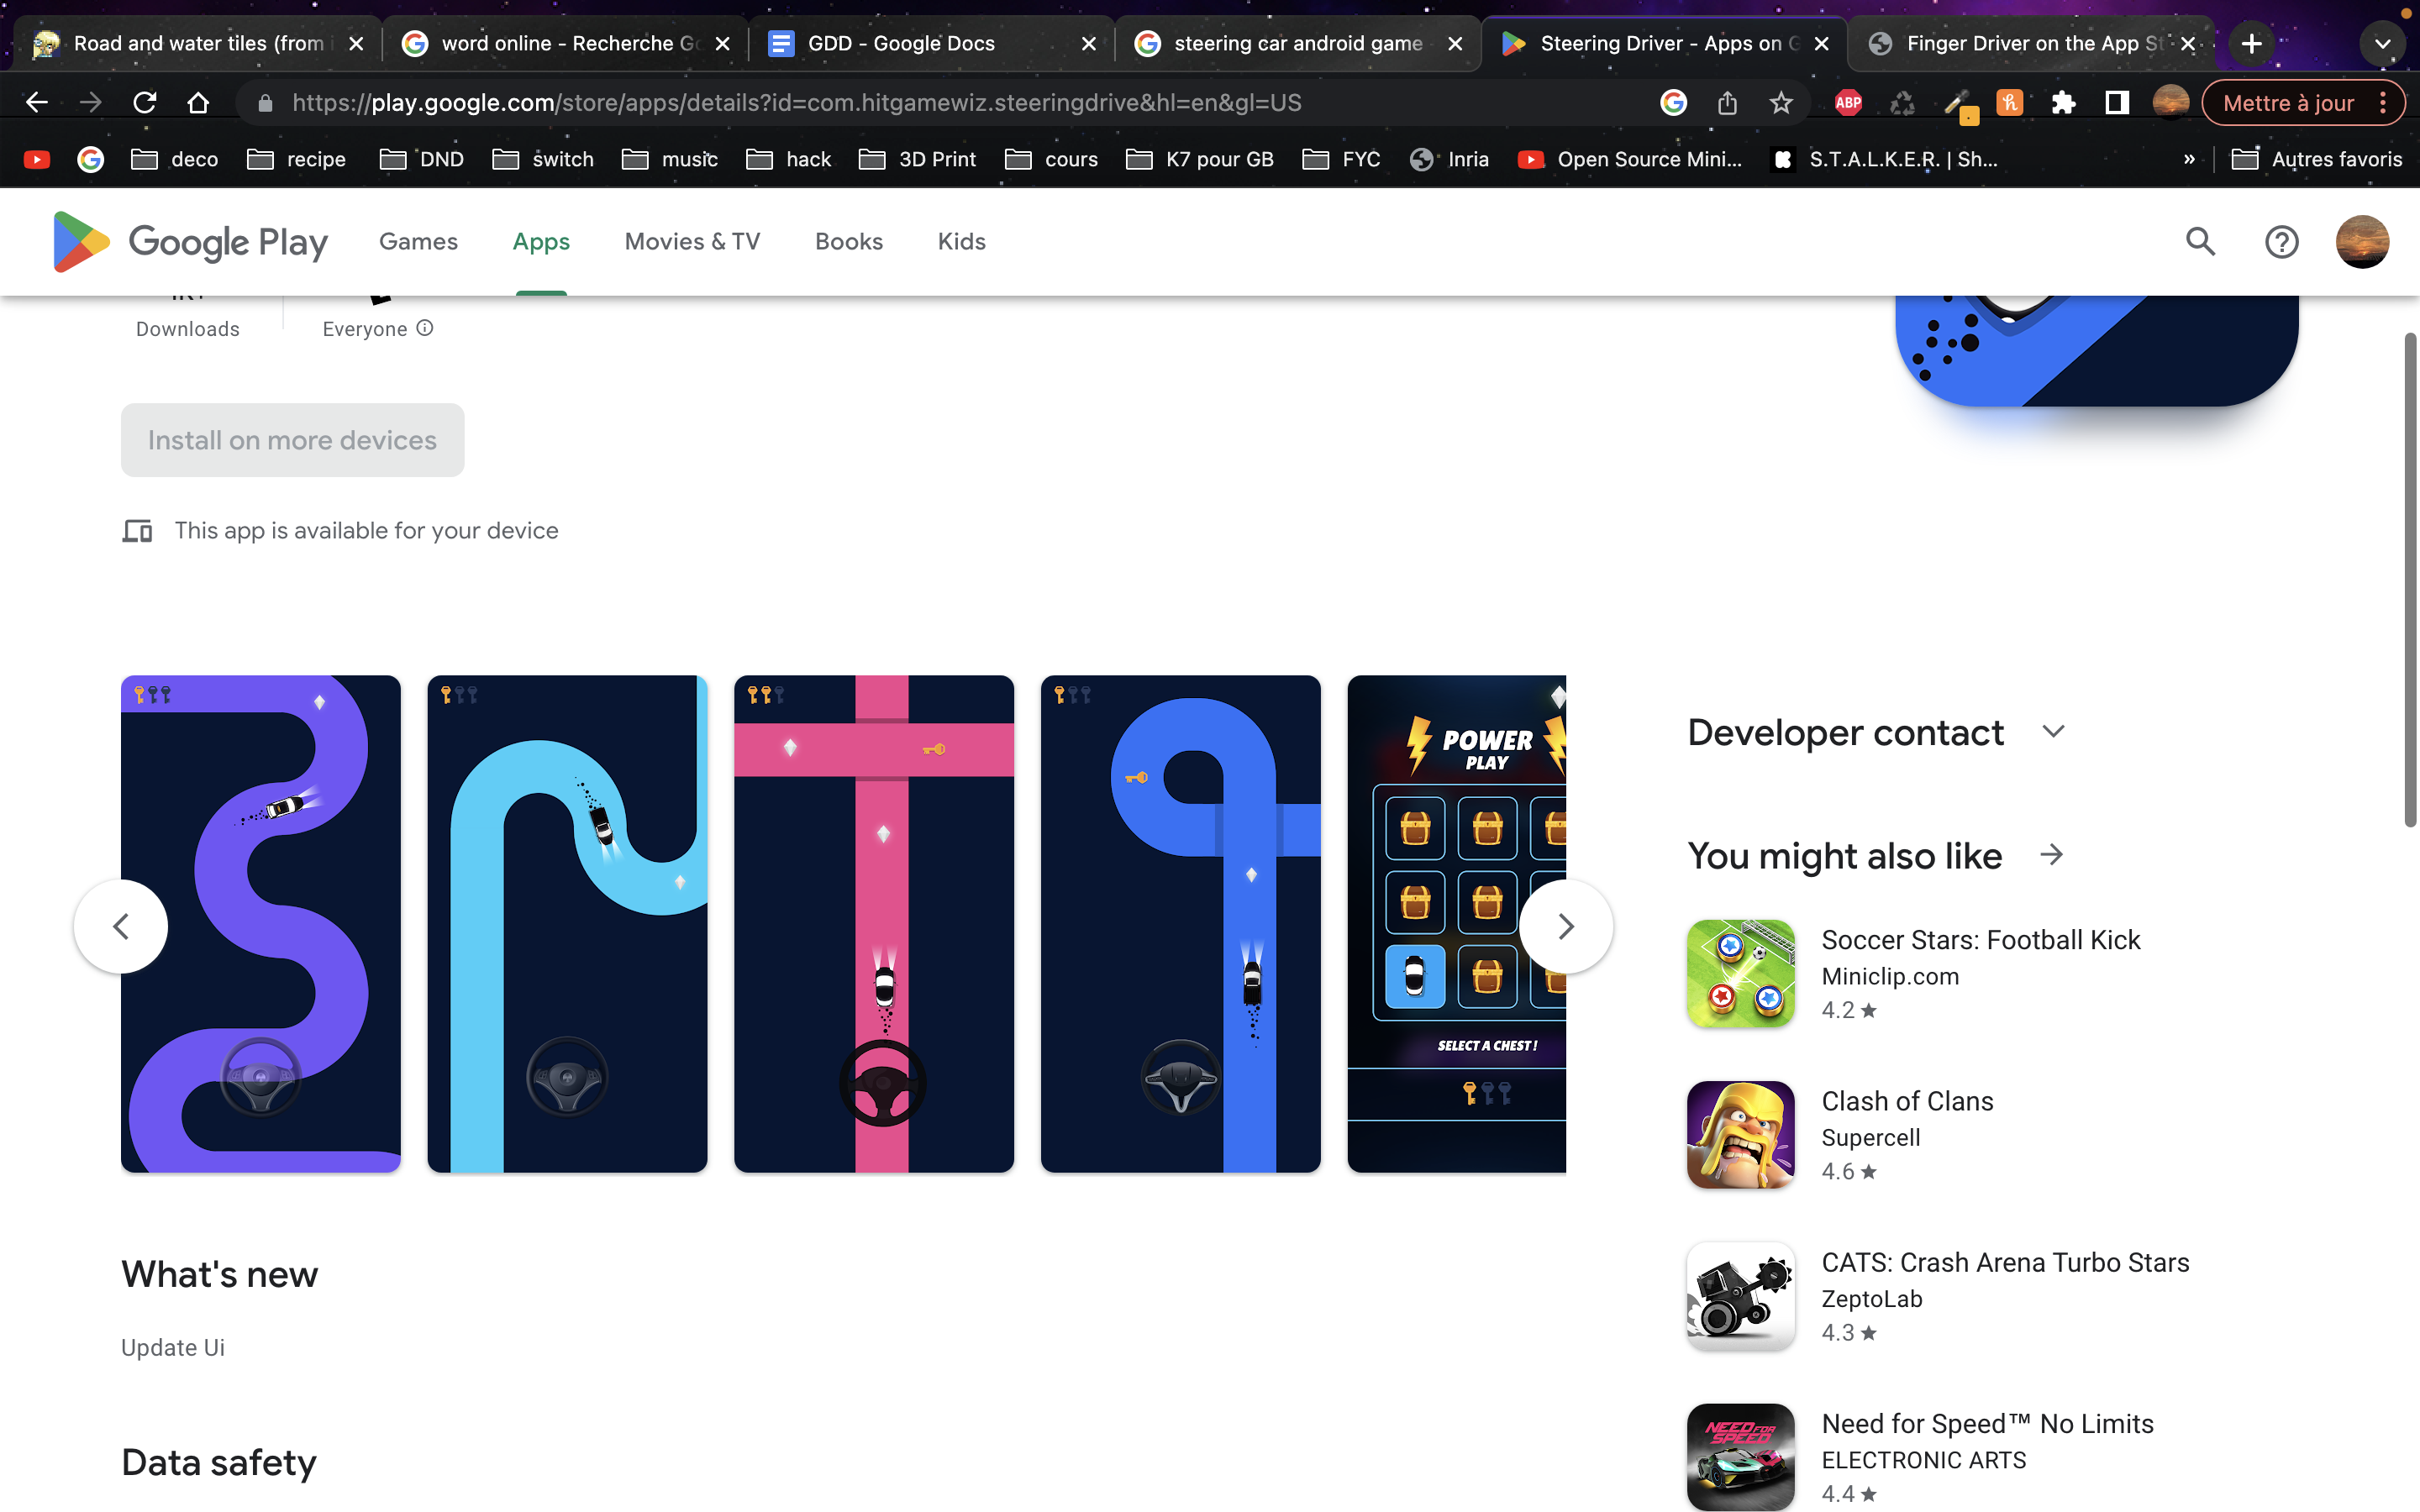 Road and water tiles (from i
word online - Recherche Go
GDD - Google Docs
steering car android game
Steering Driver - Apps on G
Finger Driver on the App St
https://play.google.com/store/apps/details?id=com.hitgamewiz.steeringdrive&hl=en&gl=US
ABP
Mettre à jour
deco
recipe
DND
switch
music
hack
3D Print
cours
K7 pour GB
FYC
Inria
Open Source Mini...
S.T.A.L.K.E.R. | Sh...
»
Autres favoris
Google Play
Games
Apps
Movies & TV
Books
Kids
Downloads
Everyone
Install on more devices
This app is available for your device
POWER
PLAY
SELECT A CHEST !
Developer contact
You might also like
Soccer Stars: Football Kick
Miniclip.com
4.2
Clash of Clans
Supercell
4.6
CATS: Crash Arena Turbo Stars
ZeptoLab
4.3
NEED FOR
SPEED
Need for Speed™ No Limits
ELECTRONIC ARTS
4.4
What's new
Update Ui
Data safety